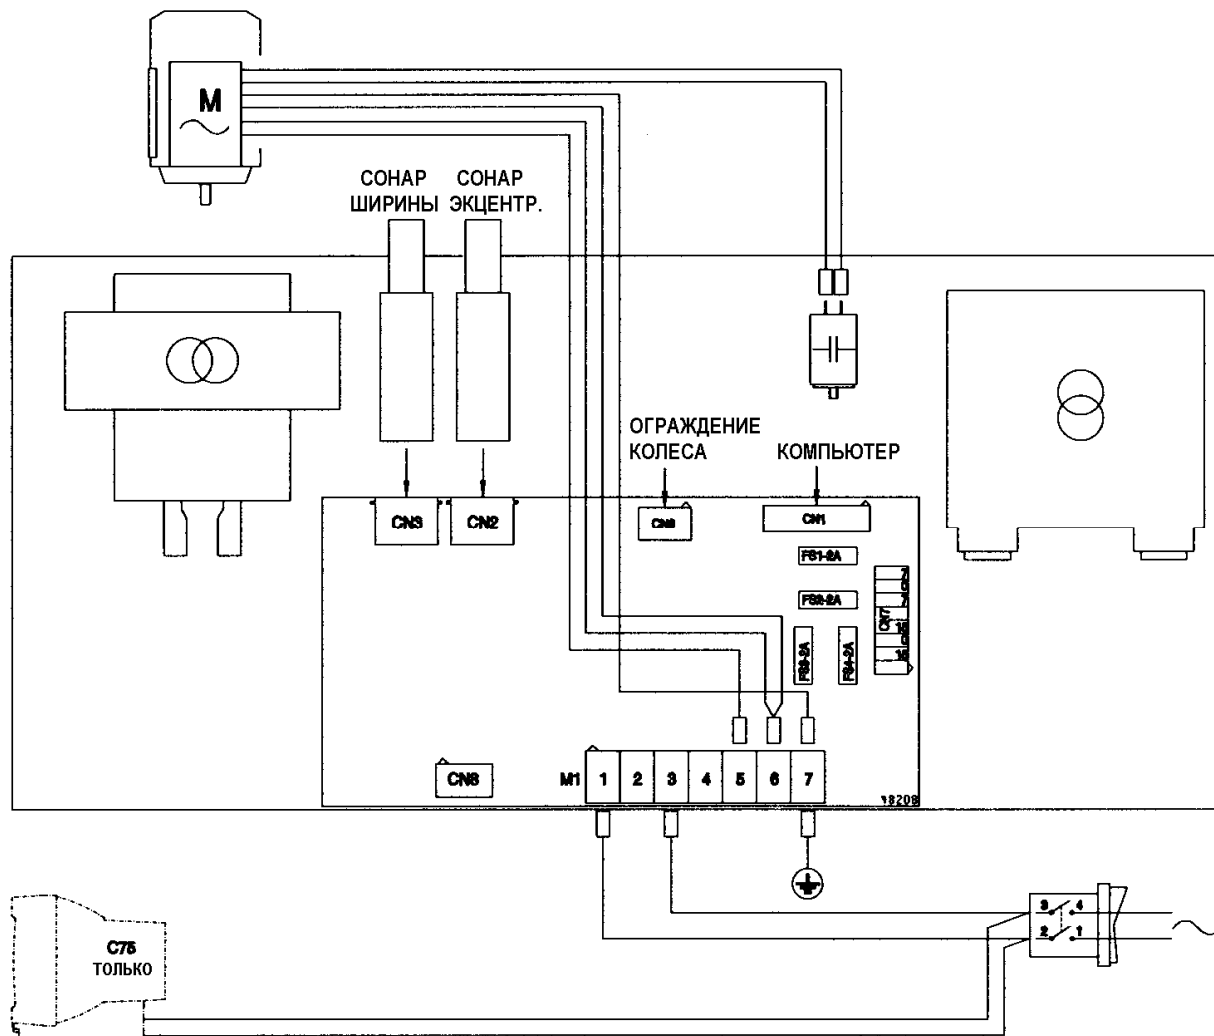 M
СОНАР
ШИРИНЫ
СОНАР
ЭКЦЕНТР.
ОГРАЖДЕНИЕ
КОЛЕСА
КОМПЬЮТЕР
CN3
CN2
CN1
FS1-2A
FS2-2A
FS3-2A
FS4-2A
CN7
CN8
M1
1
2
3
4
5
6
7
3
4
2
1
C75
ТОЛЬКО